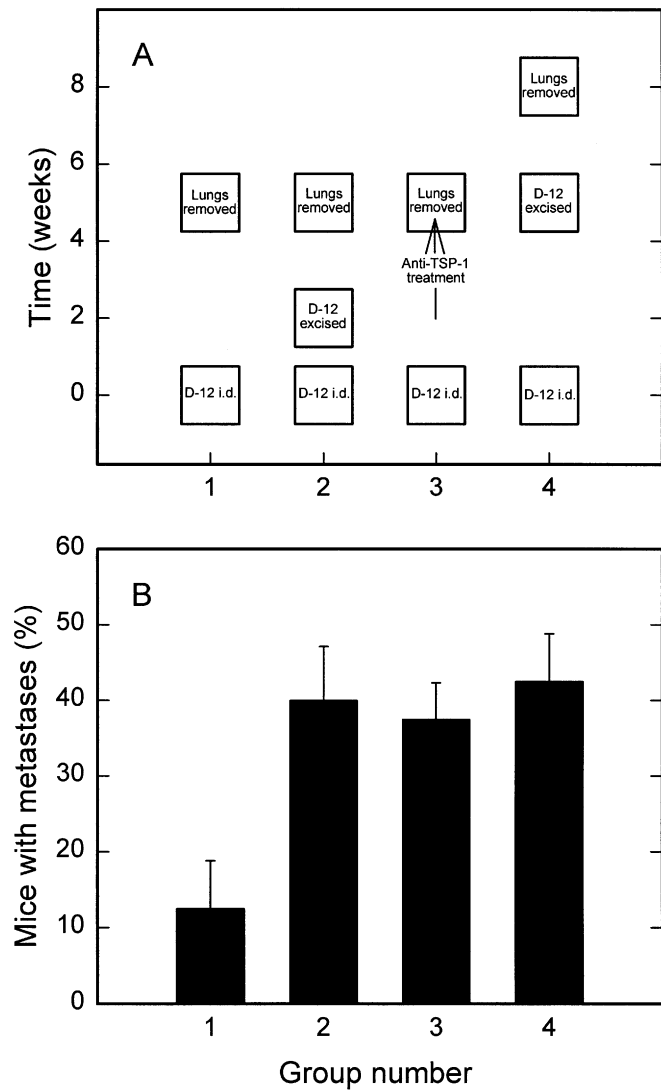 A
Time (weeks)
8
6
4
2
0
Lungs
removed
Lungs
removed
Lungs
removed
Lungs
removed
D-12
excised
Anti-TSP-1
treatment
D-12
excised
D-12 i.d.
D-12 i.d.
D-12 i.d.
D-12 i.d.
1
2
3
4
B
Mice with metastases (%)
60
50
40
30
20
10
0
1
2
3
4
Group number